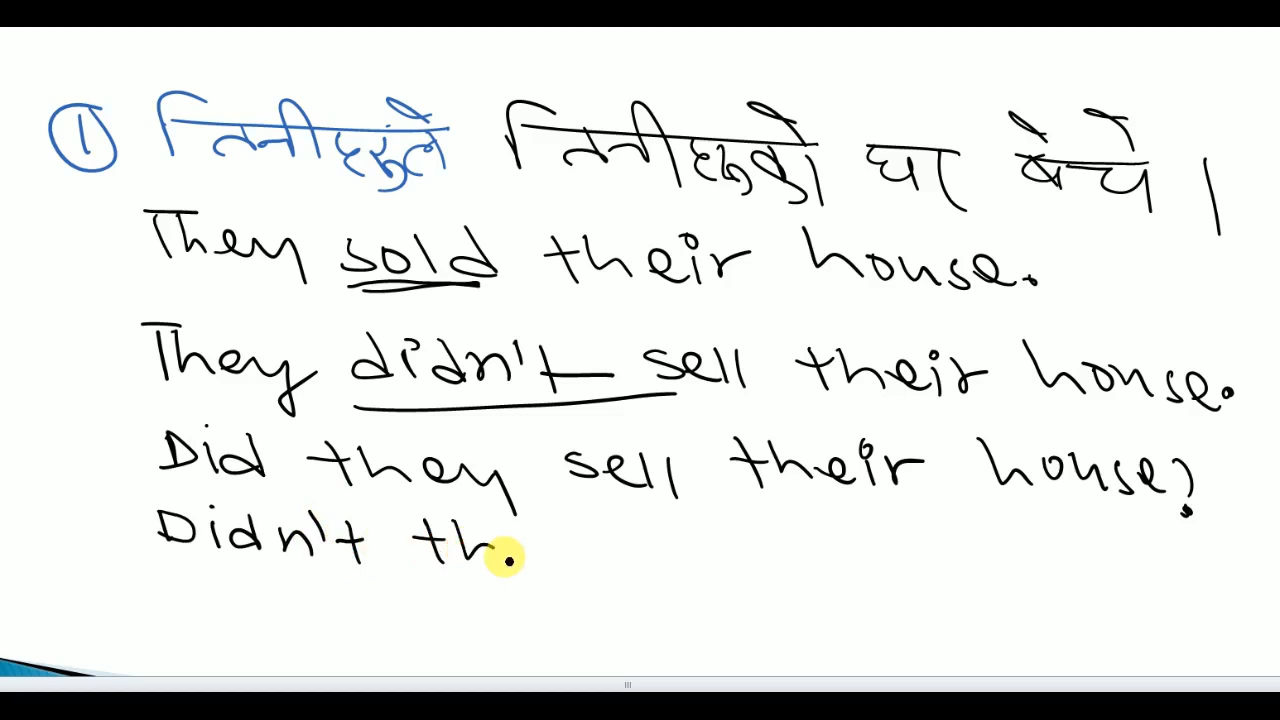 ① तिनीहरुले तिनीहरुको घर बेचे ।
They sold their house.
They didn't sell their house.
Did they sell their house?
Didn't th